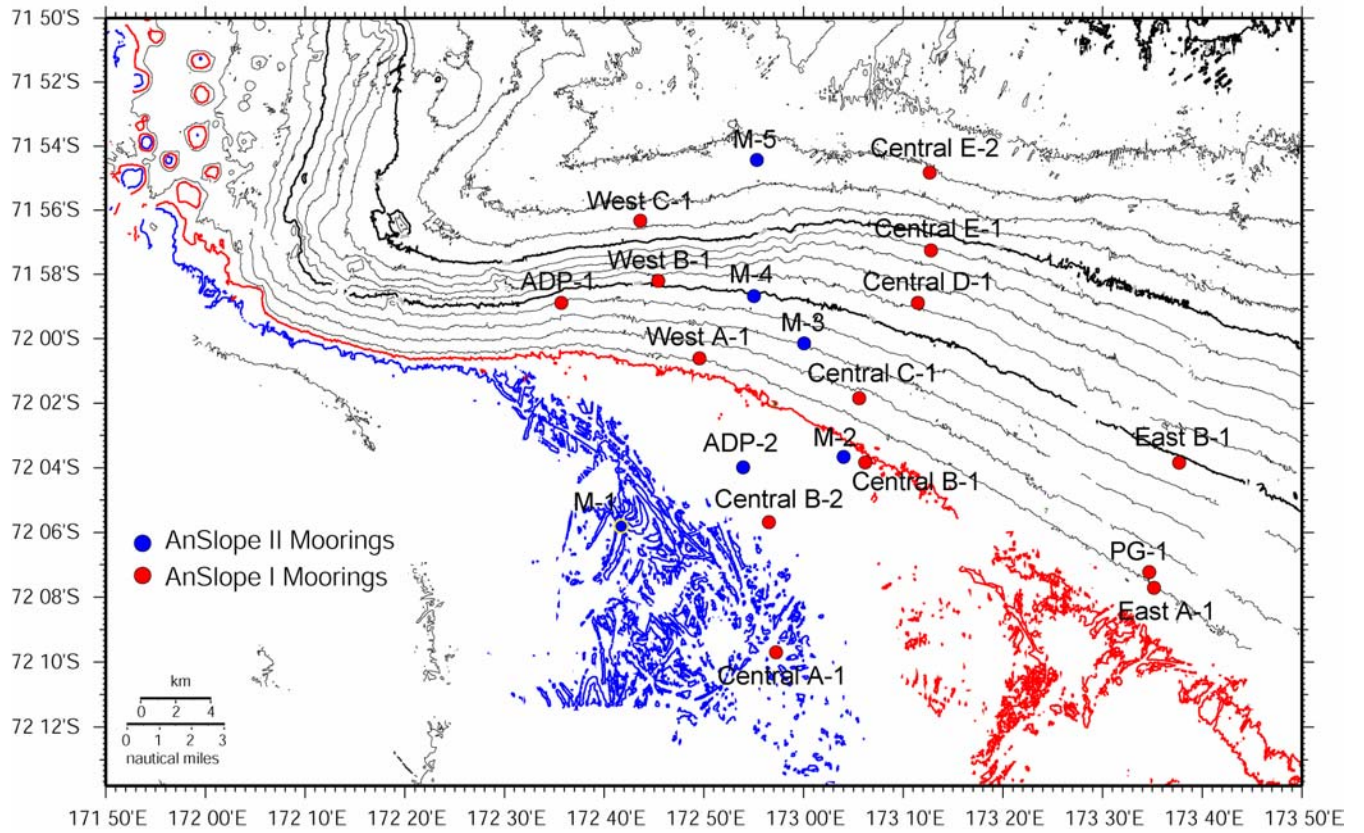 71 50'S
71 52'S
71 54'S
M-5
Central E-2
71 56'S
West C-1
Central E-1
71 58'S
West B-1
M-4
ADP-1
Central D-1
72 00'S
West A-1
M-3
Central C-1
72 02'S
ADP-2
M-2
East B-1
72 04'S
Central B-1
M-1
Central B-2
72 06'S
AnSlope II Moorings
PG-1
AnSlope I Moorings
72 08'S
East A-1
72 10'S
Central A-1
km
0 2 4
72 12'S
0 3
nautical miles
171 50'E 172 00'E 172 10'E 172 20'E 172 30'E 172 40'E 172 50'E 173 00'E 173 10'E 173 20'E 173 30'E 173 40'E 173 50'E